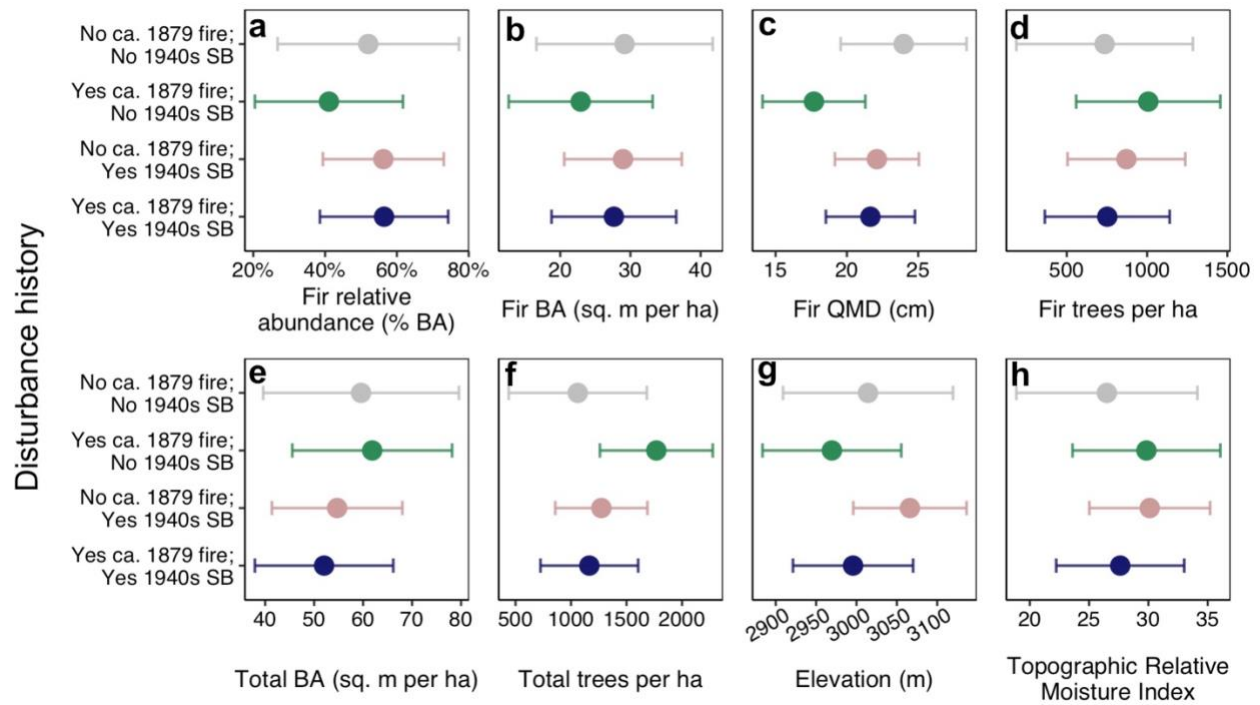 Disturbance history
a
b
c
d
No ca. 1879 fire;
No 1940s SB
Yes ca. 1879 fire;
No 1940s SB
No ca. 1879 fire;
Yes 1940s SB
Yes ca. 1879 fire;
Yes 1940s SB
20% 40% 60% 80%
Fir relative
abundance (% BA)
20 30 40
Fir BA (sq. m per ha)
15 20 25
Fir QMD (cm)
500 1000 1500
Fir trees per ha
e
f
g
h
No ca. 1879 fire;
No 1940s SB
Yes ca. 1879 fire;
No 1940s SB
No ca. 1879 fire;
Yes 1940s SB
Yes ca. 1879 fire;
Yes 1940s SB
40 50 60 70 80
Total BA (sq. m per ha)
500 1000 1500 2000
Total trees per ha
2900 2950 3000 3050 3100
Elevation (m)
20 25 30 35
Topographic Relative
Moisture Index